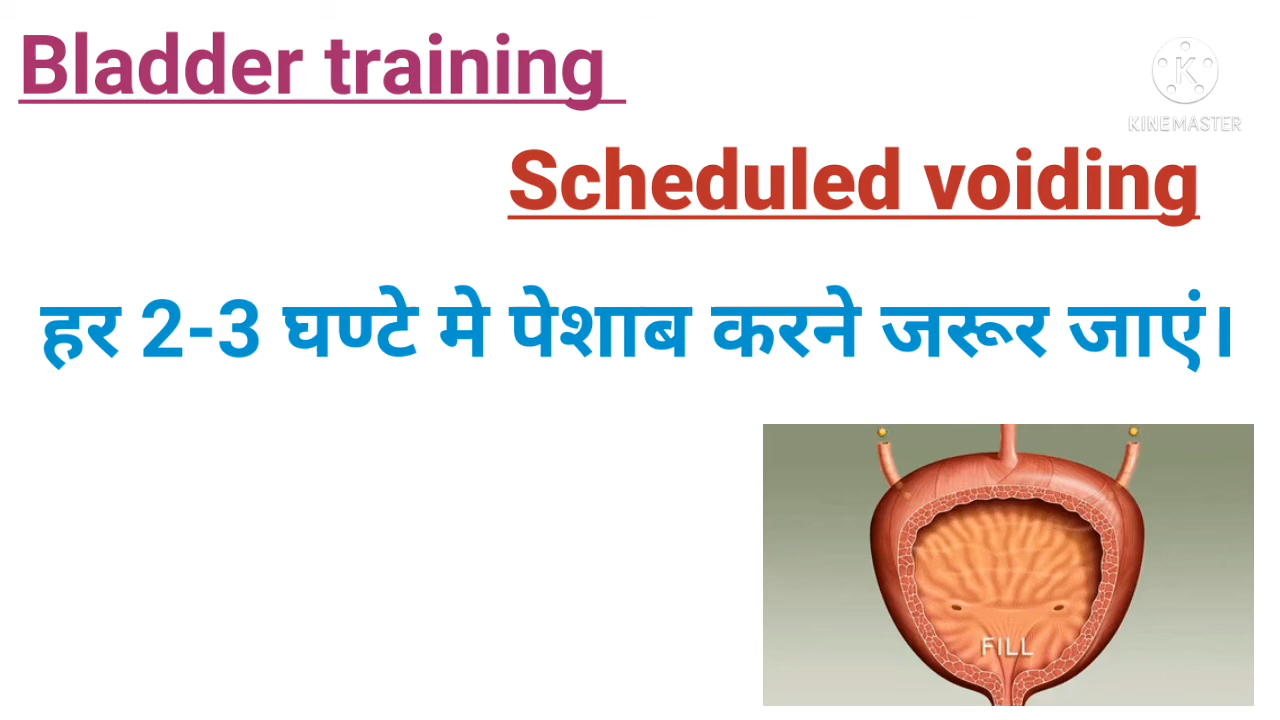 Bladder training
KINEMASTER
Scheduled voiding
हर 2-3 घण्टे मे पेशाब करने जरूर जाएं।
FILL